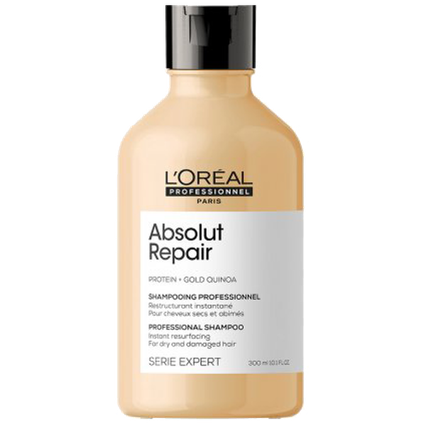 L'ORÉAL
PROFESSIONNEL
PARIS
Absolut
Repair
PROTEIN + GOLD QUINOA
SHAMPOOING PROFESSIONNEL
Restructurant instantané
Pour cheveux secs et abîmés
PROFESSIONAL SHAMPOO
Instant resurfacing
For dry and damaged hair
SERIE EXPERT
300 ml 10.1 FL.OZ